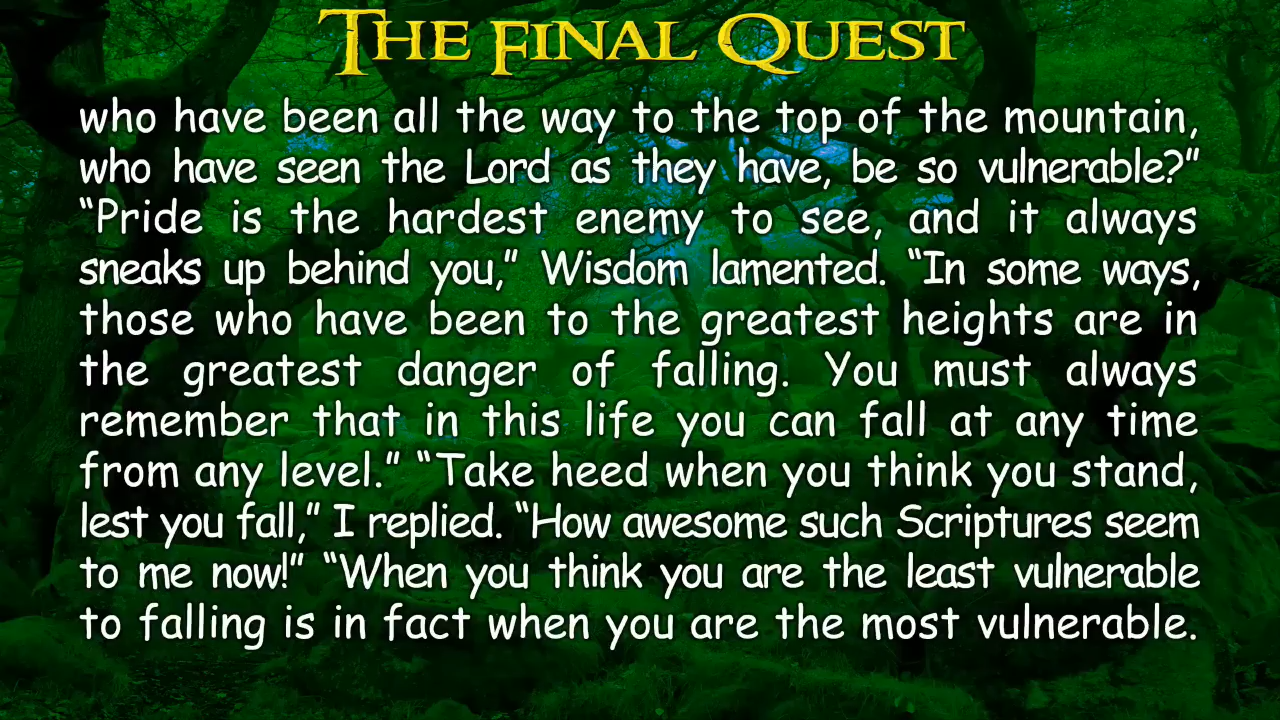 The Final Quest
who have been all the way to the top of the mountain,
who have seen the Lord as they have, be so vulnerable?”
“Pride is the hardest enemy to see, and it always
sneaks up behind you,” Wisdom lamented. “In some ways,
those who have been to the greatest heights are in
the greatest danger of falling. You must always
remember that in this life you can fall at any time
from any level.” “Take heed when you think you stand,
lest you fall,” I replied. “How awesome such Scriptures seem
to me now!” “When you think you are the least vulnerable
to falling is in fact when you are the most vulnerable.